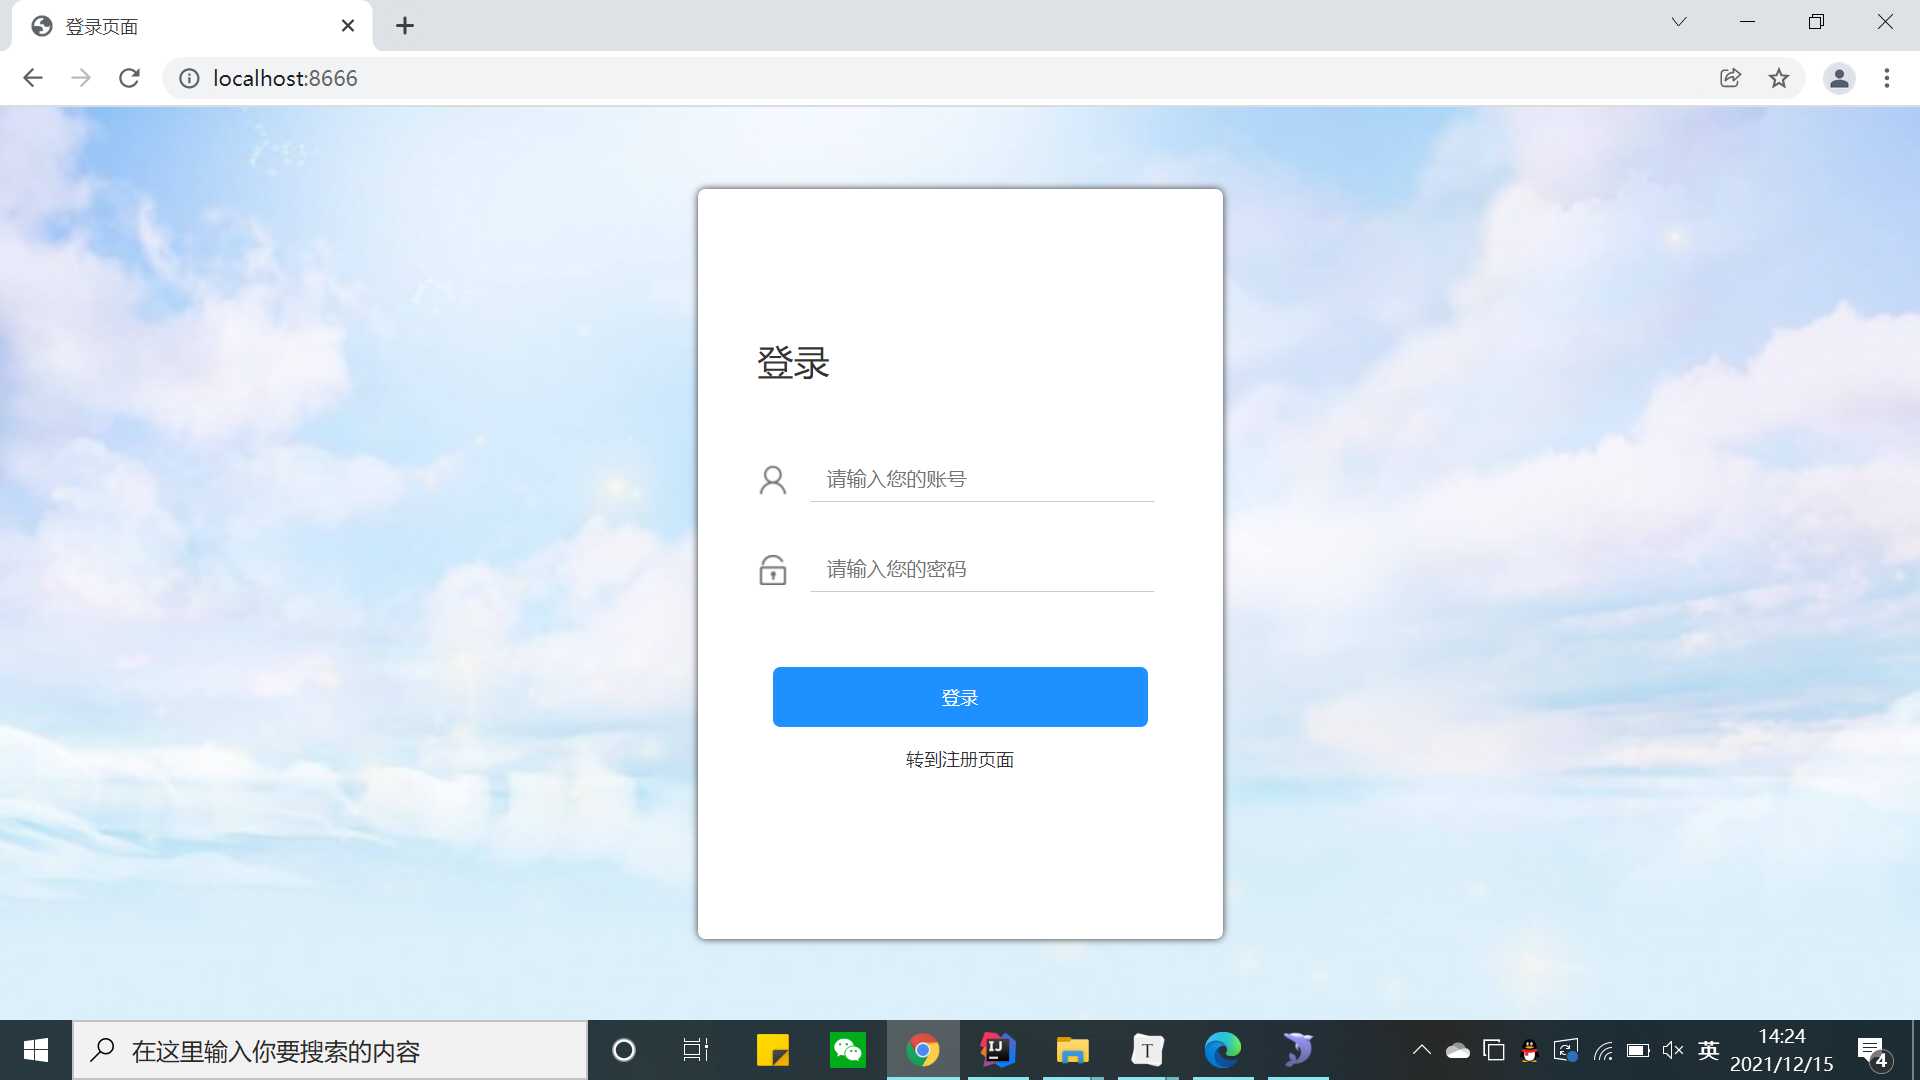 登录页面
localhost:8666
登录
请输入您的账号
请输入您的密码
登录
转到注册页面
在这里输入你要搜索的内容
IJ
T
英
14:24
2021/12/15
4